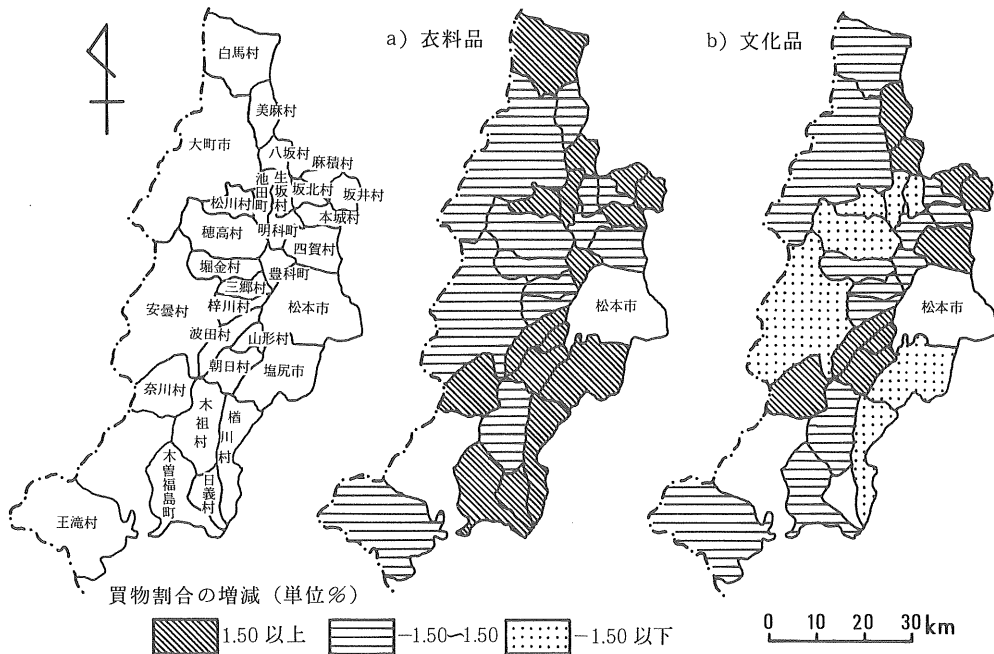 a) 衣料品
b) 文化品
白馬村
美麻村
大町市
八坂村
麻積村
池田町
生坂村
坂北村
坂井村
松川村
本城村
穂高村
明科町
四賀村
堀金村
豊科町
三郷村
安曇村
梓川村
松本市
波田村
山形村
朝日村
塩尻市
奈川村
木祖村
楢川村
木曽福島町
日義村
王滝村
松本市
松本市
買物割合の増減 (単位%)
1.50 以上
−1.50〜1.50
−1.50 以下
0 10 20 30 km